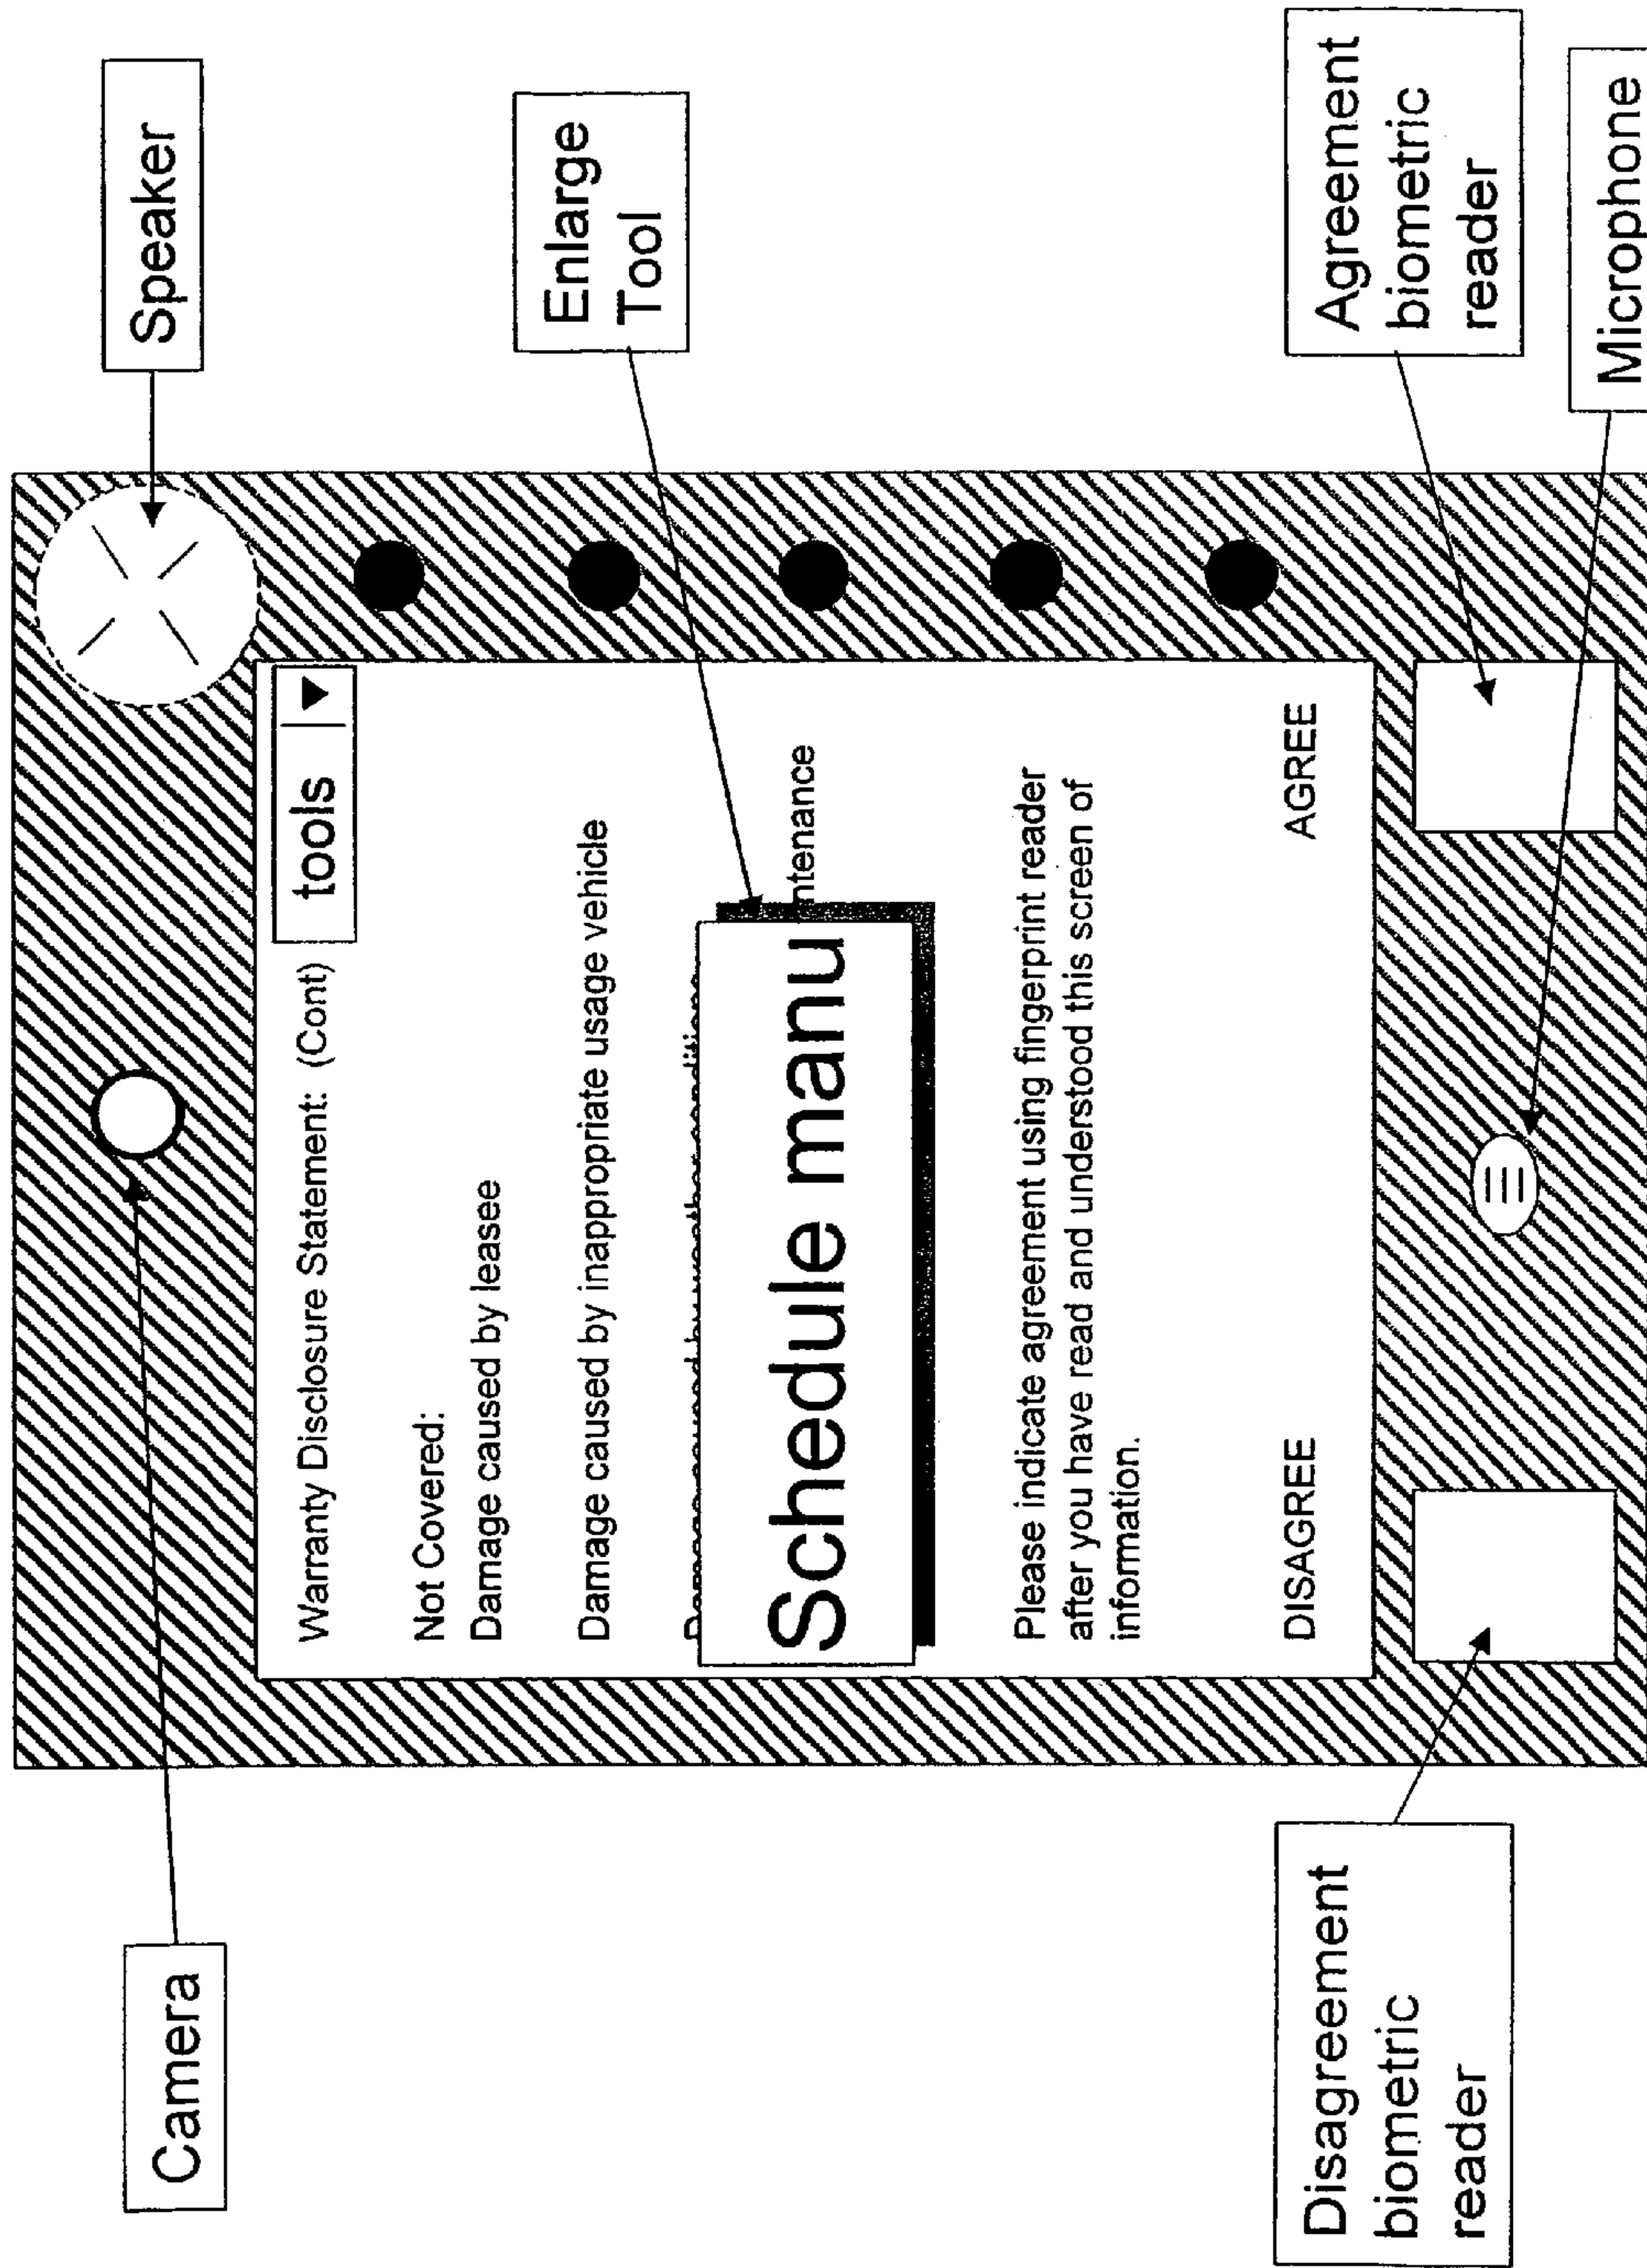 Camera
Speaker
Warranty Disclosure Statement: (Cont)
tools
Not Covered:
Damage caused by leasee
Damage caused by inappropriate usage vehicle
Schedule manu
ntenance
Enlarge
Tool
Please indicate agreement using fingerprint reader
after you have read and understood this screen of
information.
DISAGREE
AGREE
Disagreement
biometric
reader
Agreement
biometric
reader
Microphone